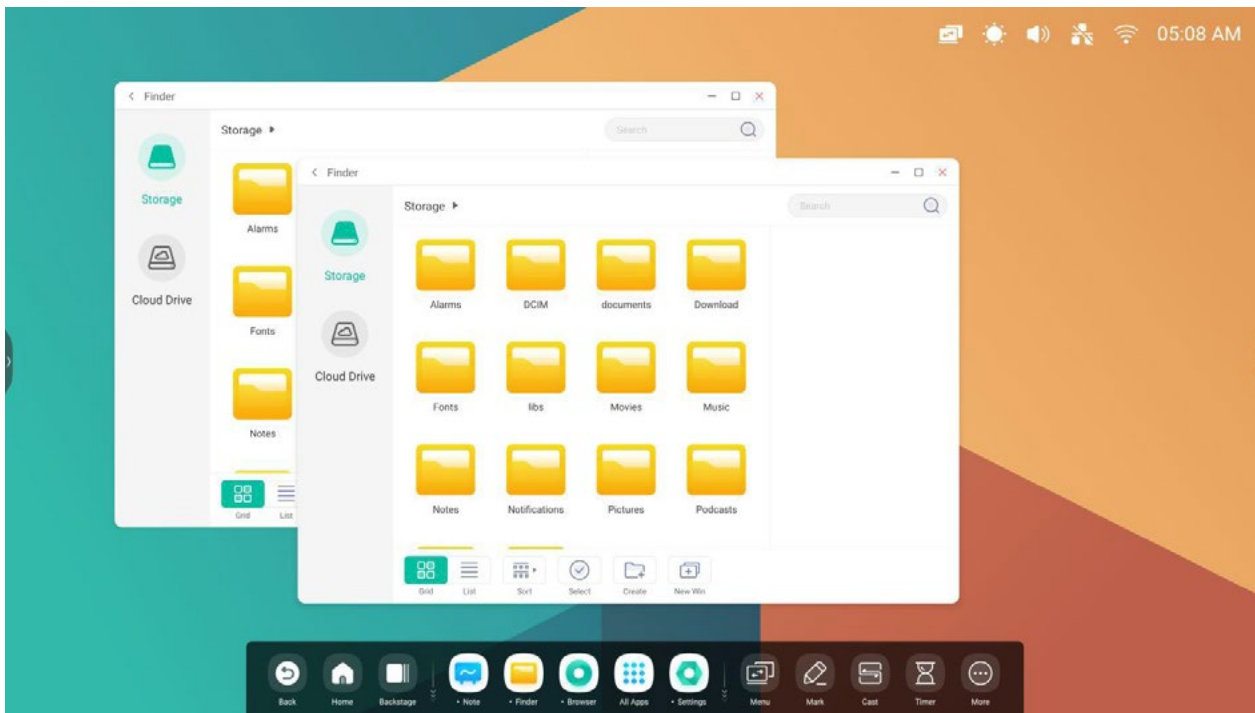 05:08 AM
Finder
Storage
Search
Storage
Cloud Drive
Alarms
Fonts
Notes
Grid List
Finder
Storage
Search
Storage
Cloud Drive
Alarms DCIM documents Download
Fonts libs Movies Music
Notes Notifications Pictures Podcasts
Grid List Sort Select Create New Win
Back Home Backstage • Note • Finder • Browser All Apps • Settings Menu Mark Cast Timer More